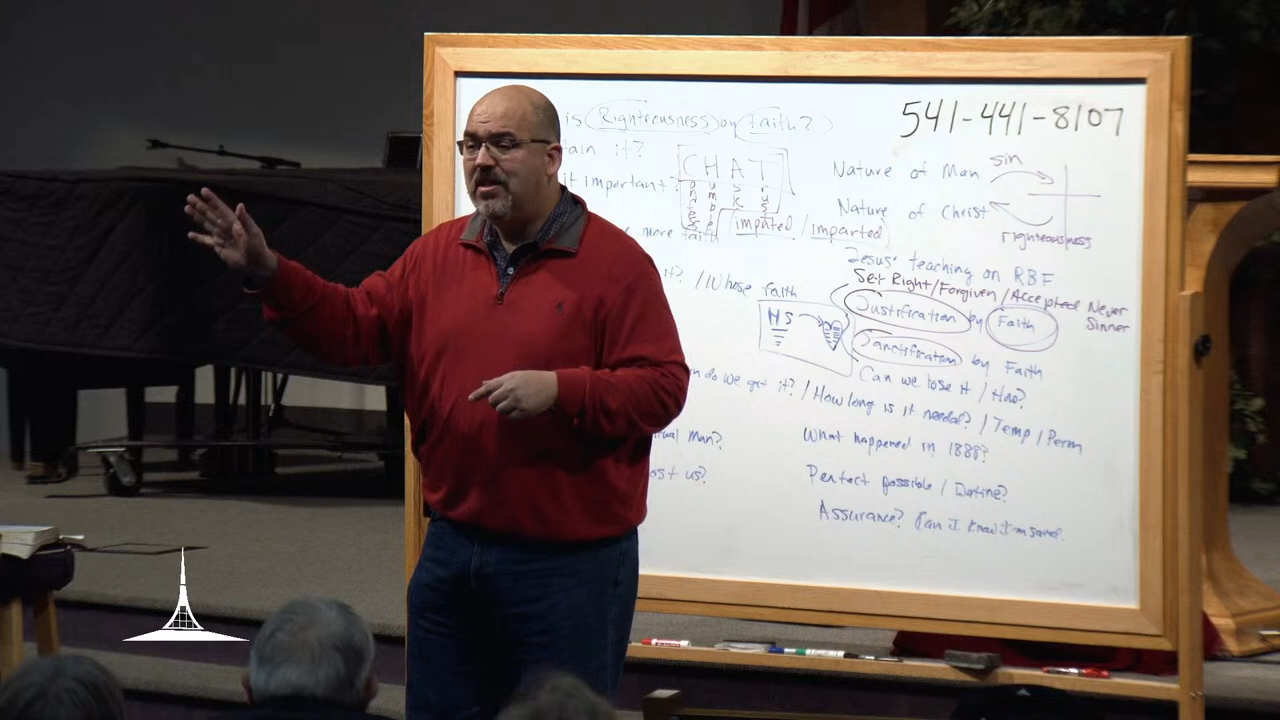 is Righteousness by Faith?
541-441-8107
tain it?
CHAT
it important?
more faith
imputed / imparted
Nature of Man
sin
Nature of Christ
righteousness
Jesus' teaching on RBF
Set Right/Forgiven/Accepted Never Sinner
it? / Whose faith
HS
Justification by Faith
Sanctification by Faith
Can we lose it / How?
do we get it? / How long is it needed? / Temp / Perm
Man?
What happened in 1888?
ost us?
Perfect possible /
Assurance? Can I know I'm saved.